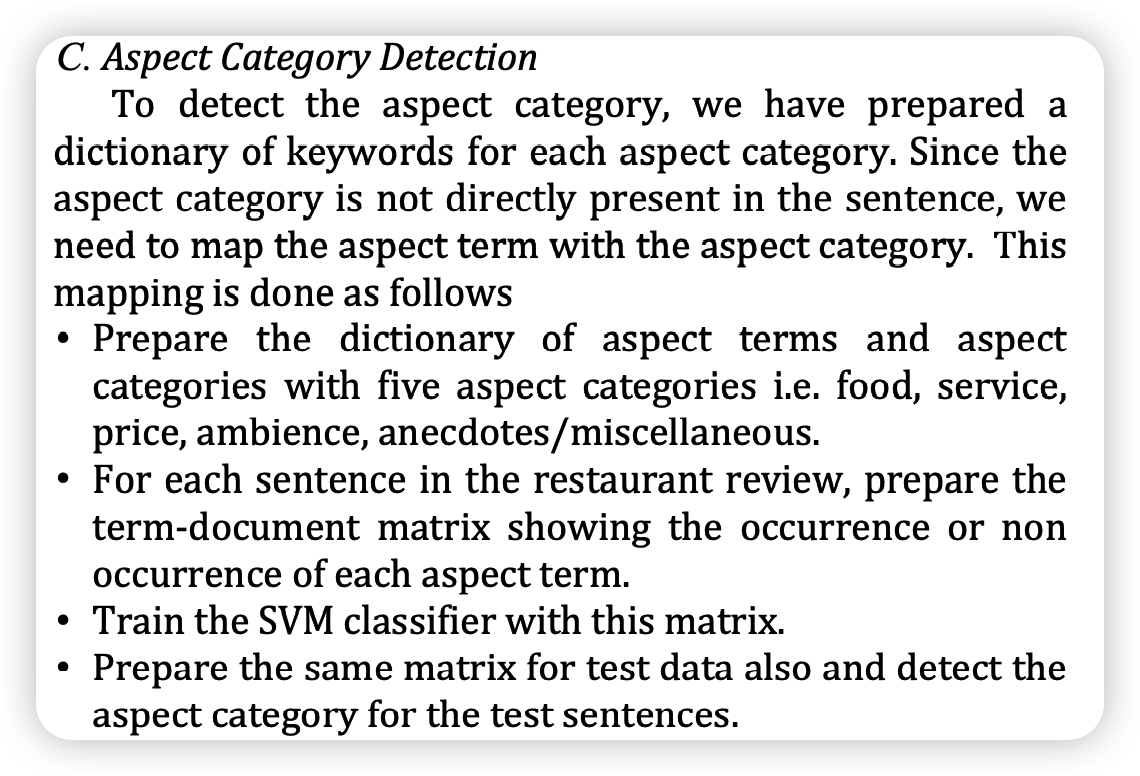 C. Aspect Category Detection
To detect the aspect category, we have prepared a
dictionary of keywords for each aspect category. Since the
aspect category is not directly present in the sentence, we
need to map the aspect term with the aspect category. This
mapping is done as follows
• Prepare the dictionary of aspect terms and aspect
categories with five aspect categories i.e. food, service,
price, ambience, anecdotes/miscellaneous.
• For each sentence in the restaurant review, prepare the
term-document matrix showing the occurrence or non
occurrence of each aspect term.
• Train the SVM classifier with this matrix.
• Prepare the same matrix for test data also and detect the
aspect category for the test sentences.